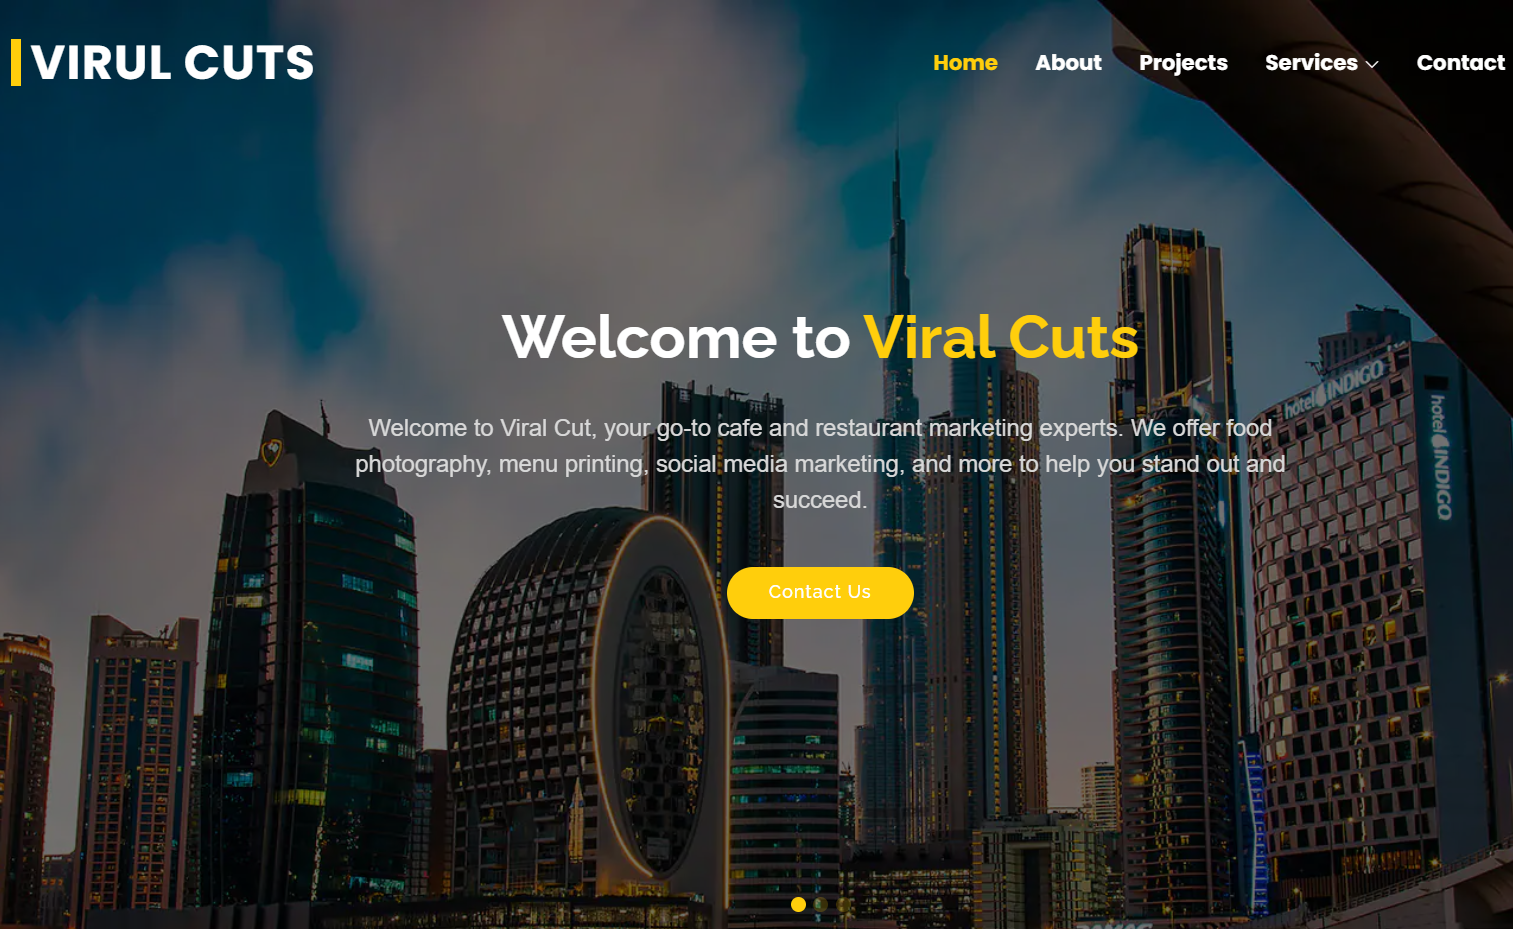 VIRUL CUTS
Home About Projects Services Contact
Welcome to Viral Cuts
Welcome to Viral Cut, your go-to cafe and restaurant marketing experts. We offer food
photography, menu printing, social media marketing, and more to help you stand out and
succeed.
Contact Us
hotel INDIGO
hotel INDIGO
DAMAC